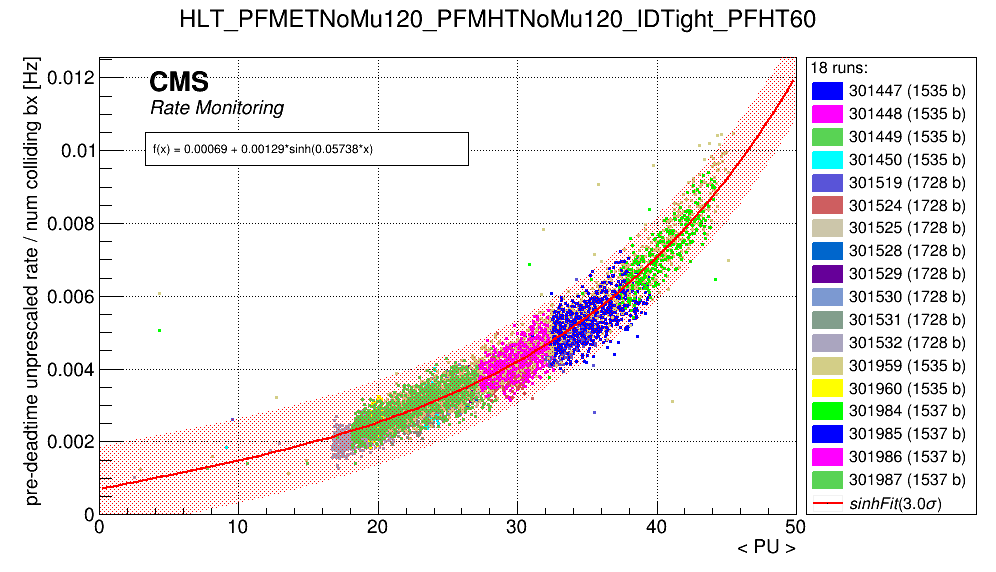 HLT_PFMETNoMu120_PFMHTNoMu120_IDTight_PFHT60
pre-deadtime unprescaled rate / num colliding bx [Hz]
0.012
0.01
0.008
0.006
0.004
0.002
0
CMS
Rate Monitoring
f(x) = 0.00069 + 0.00129*sinh(0.05738*x)
0 10 20 30 40 50
< PU >
18 runs:
301447 (1535 b)
301448 (1535 b)
301449 (1535 b)
301450 (1535 b)
301519 (1728 b)
301524 (1728 b)
301525 (1728 b)
301528 (1728 b)
301529 (1728 b)
301530 (1728 b)
301531 (1728 b)
301532 (1728 b)
301959 (1535 b)
301960 (1535 b)
301984 (1537 b)
301985 (1537 b)
301986 (1537 b)
301987 (1537 b)
sinhFit(3.0σ)